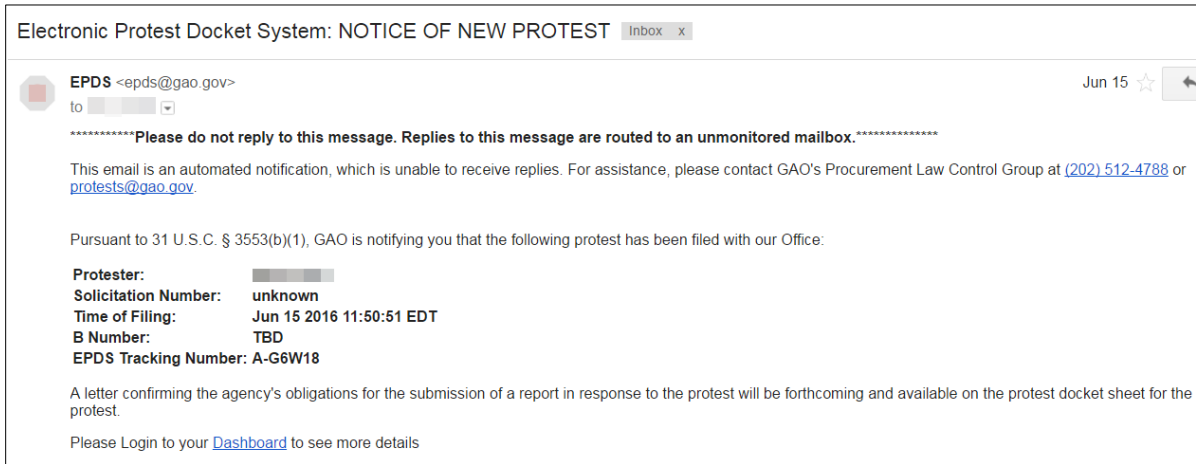 Electronic Protest Docket System: NOTICE OF NEW PROTEST Inbox x
EPDS <epds@gao.gov> Jun 15
to
***********Please do not reply to this message. Replies to this message are routed to an unmonitored mailbox.**************
This email is an automated notification, which is unable to receive replies. For assistance, please contact GAO's Procurement Law Control Group at (202) 512-4788 or
protests@gao.gov.
Pursuant to 31 U.S.C. § 3553(b)(1), GAO is notifying you that the following protest has been filed with our Office:
Protester:
Solicitation Number: unknown
Time of Filing: Jun 15 2016 11:50:51 EDT
B Number: TBD
EPDS Tracking Number: A-G6W18
A letter confirming the agency's obligations for the submission of a report in response to the protest will be forthcoming and available on the protest docket sheet for the
protest.
Please Login to your Dashboard to see more details